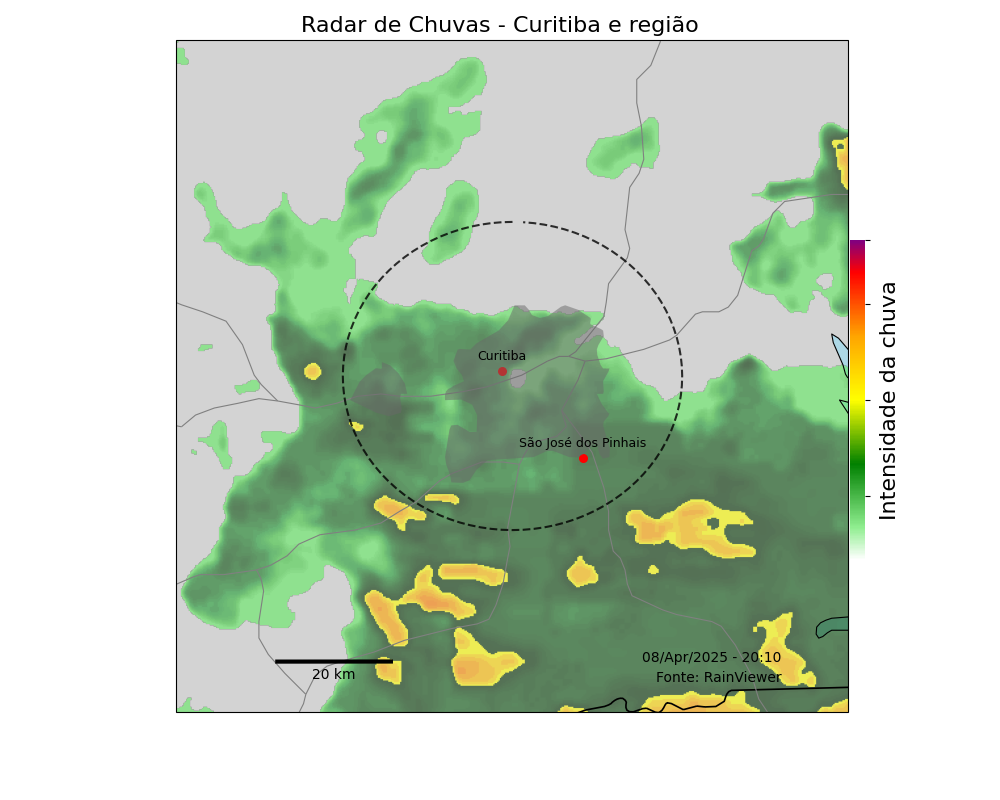 Radar de Chuvas - Curitiba e região
Curitiba
São José dos Pinhais
Intensidade da chuva
20 km
08/Apr/2025 - 20:10
Fonte: RainViewer